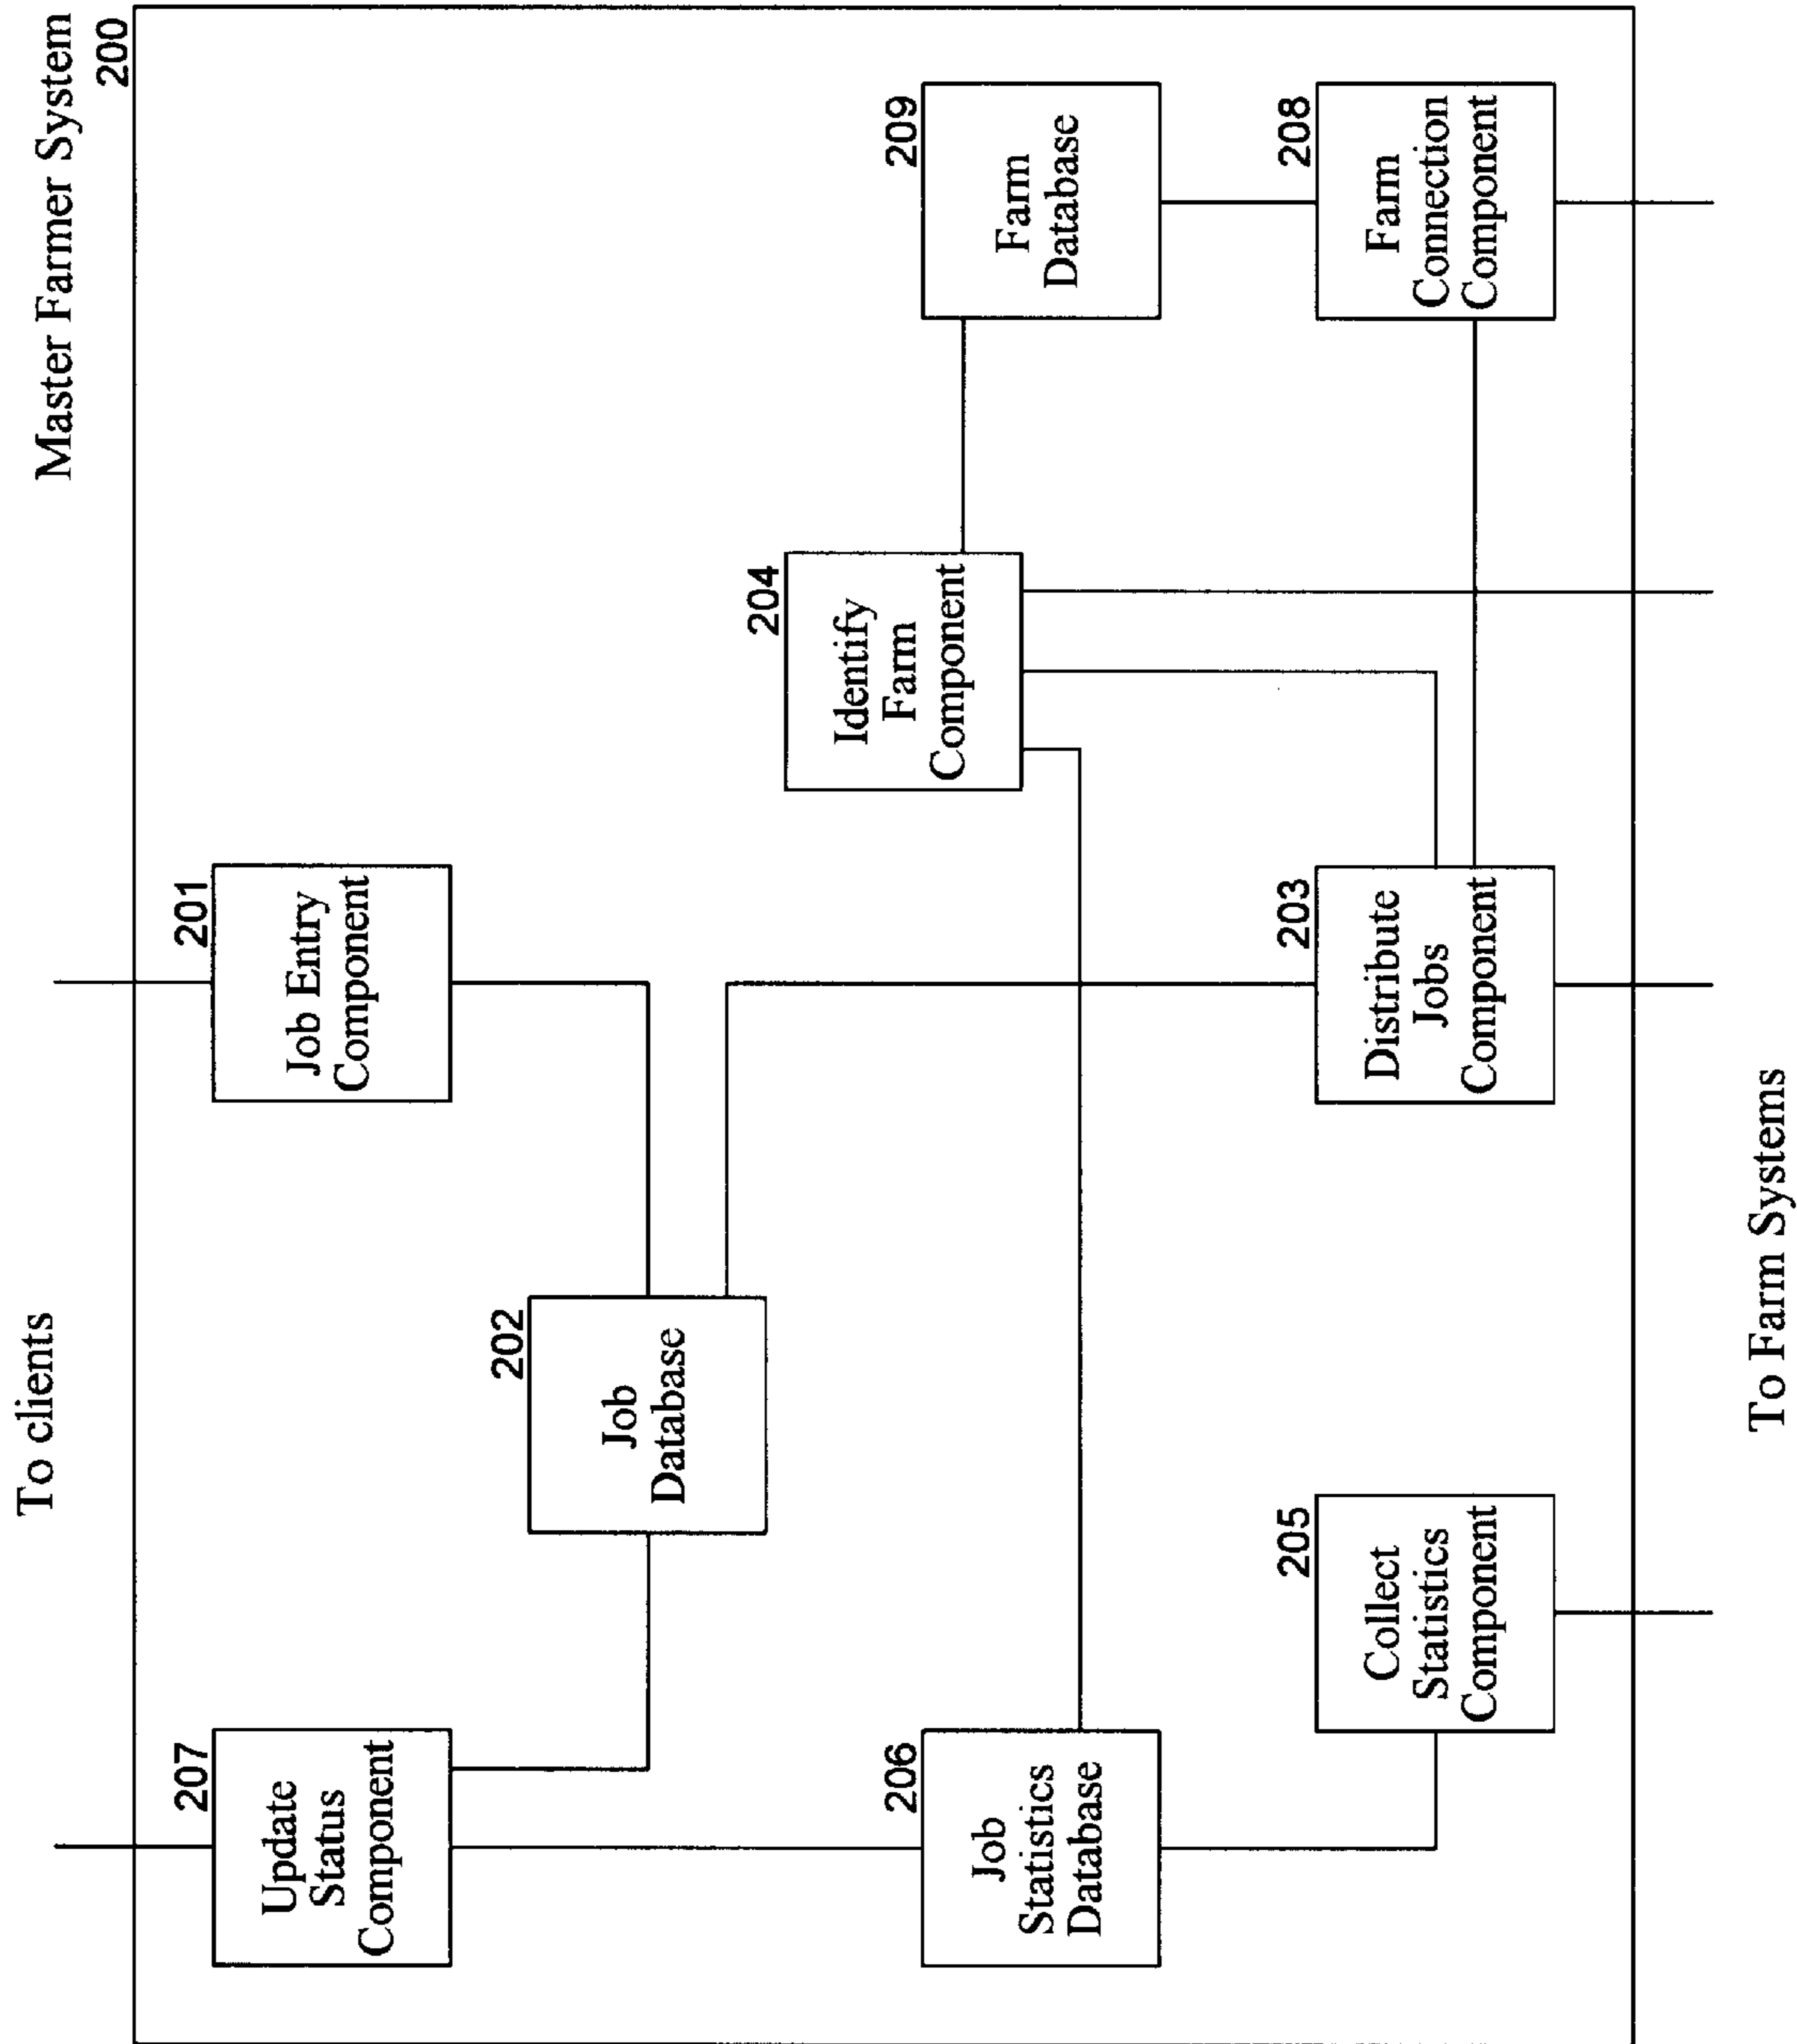 To clients
Master Farmer System
200
207
Update
Status
Component
201
Job Entry
Component
202
Job
Database
204
Identify
Farm
Component
206
Job
Statistics
Database
209
Farm
Database
205
Collect
Statistics
Component
203
Distribute
Jobs
Component
208
Farm
Connection
Component
To Farm Systems